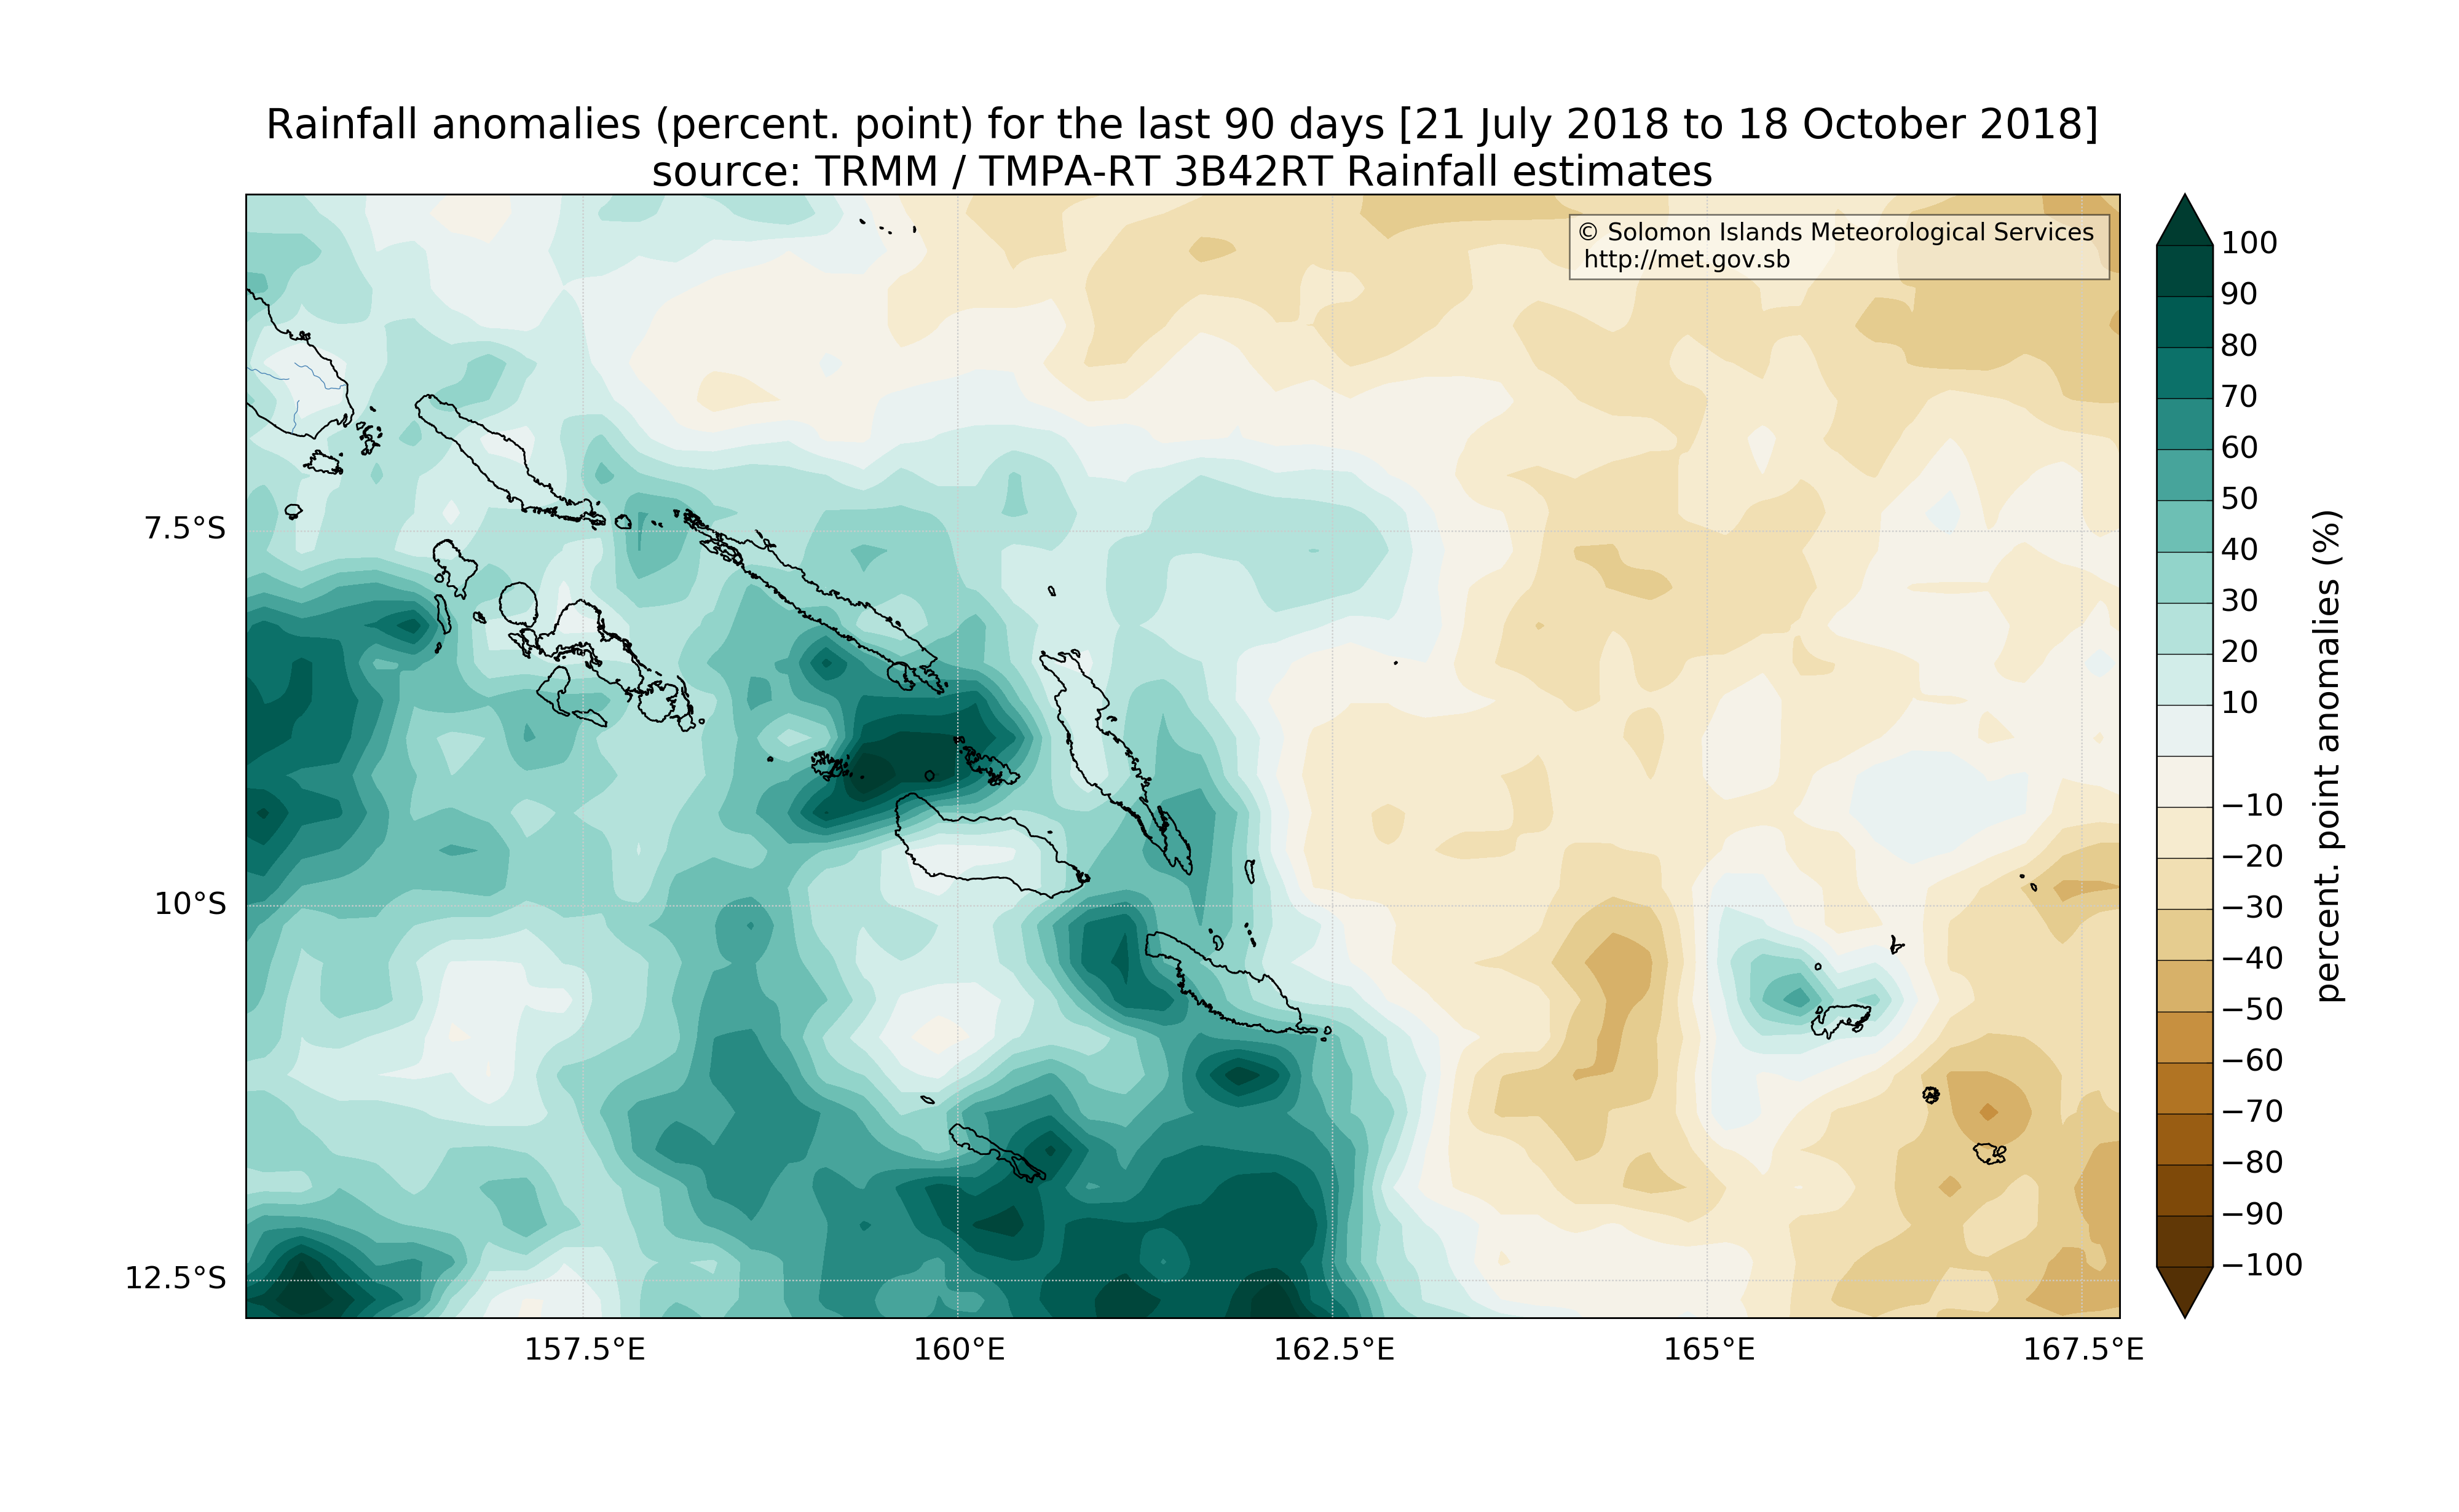 Rainfall anomalies (percent. point) for the last 90 days [21 July 2018 to 18 October 2018]
source: TRMM / TMPA-RT 3B42RT Rainfall estimates
© Solomon Islands Meteorological Services
http://met.gov.sb
7.5°S
10°S
12.5°S
157.5°E
160°E
162.5°E
165°E
167.5°E
100
90
80
70
60
50
40
30
20
10
−10
−20
−30
−40
−50
−60
−70
−80
−90
−100
percent. point anomalies (%)